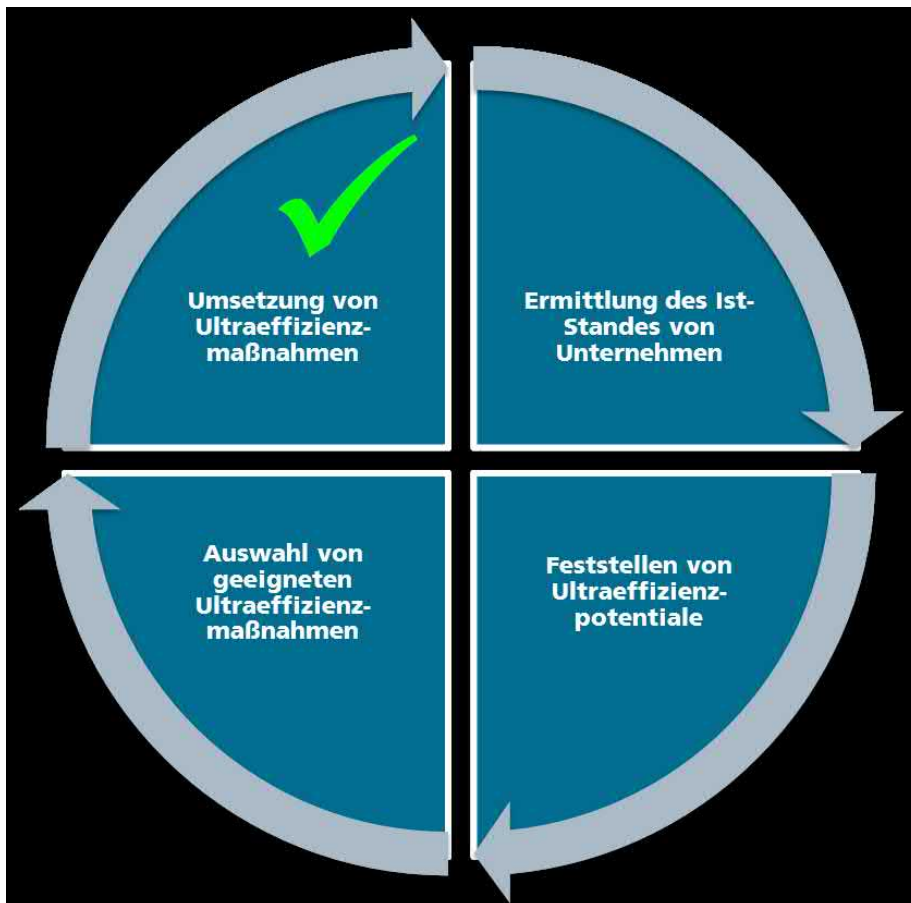 Umsetzung von
Ultraeffizienz-
maßnahmen
Ermittlung des Ist-
Standes von
Unternehmen
Auswahl von
geeigneten
Ultraeffizienz-
maßnahmen
Feststellen von
Ultraeffizienz-
potentiale